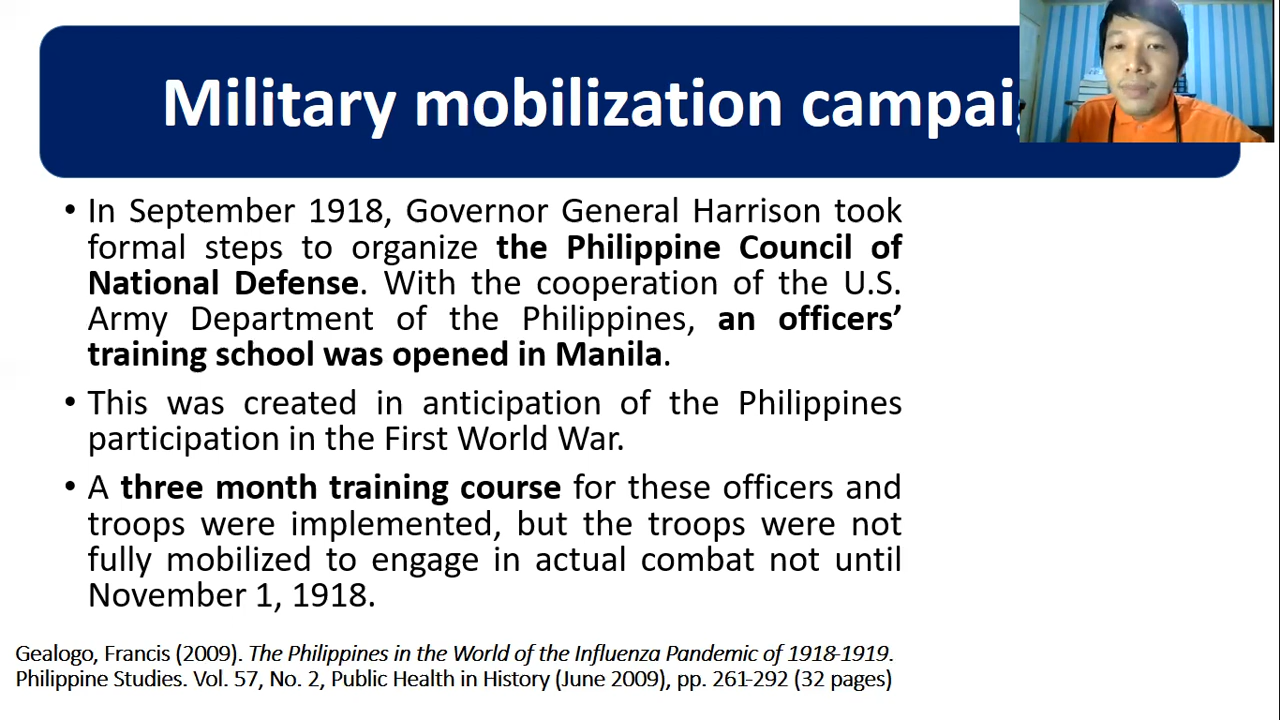 Military mobilization campai
• In September 1918, Governor General Harrison took
formal steps to organize the Philippine Council of
National Defense. With the cooperation of the U.S.
Army Department of the Philippines, an officers’
training school was opened in Manila.
• This was created in anticipation of the Philippines
participation in the First World War.
• A three month training course for these officers and
troops were implemented, but the troops were not
fully mobilized to engage in actual combat not until
November 1, 1918.
Gealogo, Francis (2009). The Philippines in the World of the Influenza Pandemic of 1918-1919.
Philippine Studies. Vol. 57, No. 2, Public Health in History (June 2009), pp. 261-292 (32 pages)